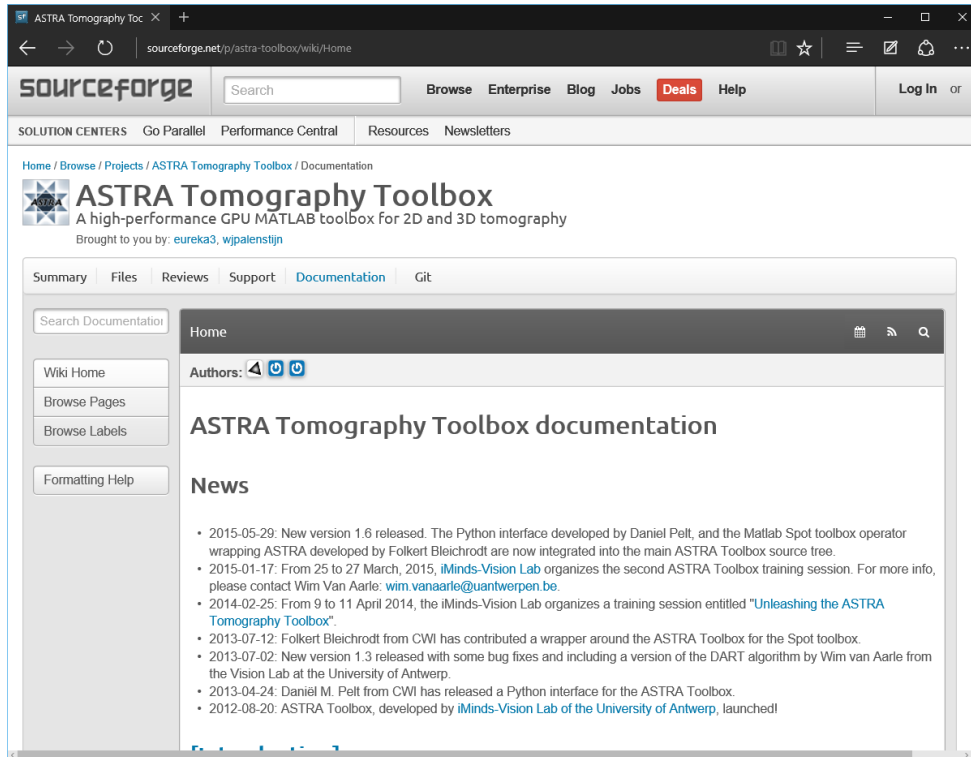 ASTRA Tomography Toc
sourceforge.net/p/astra-toolbox/wiki/Home
sourceforge Search Browse Enterprise Blog Jobs Deals Help Log In or
SOLUTION CENTERS Go Parallel Performance Central Resources Newsletters
Home / Browse / Projects / ASTRA Tomography Toolbox / Documentation
ASTRA
ASTRA Tomography Toolbox
A high-performance GPU MATLAB toolbox for 2D and 3D tomography
Brought to you by: eureka3, wjpalenstijn
Summary Files Reviews Support Documentation Git
Search Documentation
Home
Wiki Home
Browse Pages
Browse Labels
Formatting Help
Authors:
ASTRA Tomography Toolbox documentation
News
• 2015-05-29: New version 1.6 released. The Python interface developed by Daniel Pelt, and the Matlab Spot toolbox operator
wrapping ASTRA developed by Folkert Bleichrodt are now integrated into the main ASTRA Toolbox source tree.
• 2015-01-17: From 25 to 27 March, 2015, iMinds-Vision Lab organizes the second ASTRA Toolbox training session. For more info,
please contact Wim Van Aarle: wim.vanaarle@uantwerpen.be.
• 2014-02-25: From 9 to 11 April 2014, the iMinds-Vision Lab organizes a training session entitled "Unleashing the ASTRA
Tomography Toolbox".
• 2013-07-12: Folkert Bleichrodt from CWI has contributed a wrapper around the ASTRA Toolbox for the Spot toolbox.
• 2013-07-02: New version 1.3 released with some bug fixes and including a version of the DART algorithm by Wim van Aarle from
the Vision Lab at the University of Antwerp.
• 2013-04-24: Daniël M. Pelt from CWI has released a Python interface for the ASTRA Toolbox.
• 2012-08-20: ASTRA Toolbox, developed by iMinds-Vision Lab of the University of Antwerp, launched!